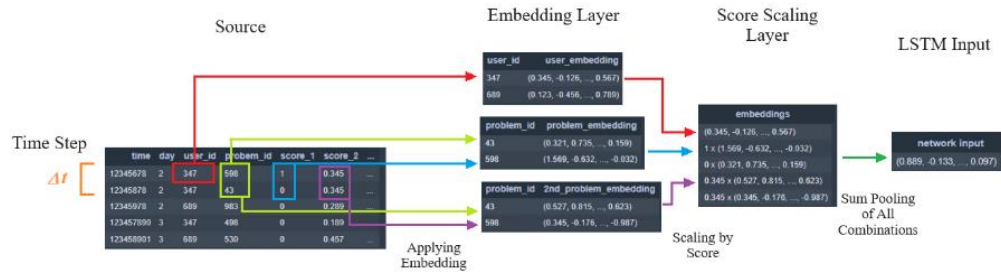 Source
Embedding Layer
Score Scaling
Layer
LSTM Input
Time Step
Δt
time day user_id probem_id score_1 score_2 ...
12345678 2 347 598 1 0.345 ...
12345878 2 347 43 0 0.345 ...
12345978 2 689 983 0 0.289 ...
123457890 3 347 498 0 0.189 ...
123458901 3 689 530 0 0.457 ...
user_id user_embedding
347 (0.345, -0.126, ..., 0.567)
689 (0.123, -0.456, ..., 0.789)
problem_id problem_embedding
43 (0.321, 0.735, ..., 0.159)
598 (1.569, -0.632, ..., -0.032)
problem_id 2nd_problem_embedding
43 (0.527, 0.815, ..., 0.623)
598 (0.345, -0.176, ..., -0.987)
embeddings
(0.345, -0.126, ..., 0.567)
1 x (1.569, -0.632, ..., -0.032)
0 x (0.321, 0.735, ..., 0.159)
0.345 x (0.527, 0.815, ..., 0.623)
0.345 x (0.345, -0.176, ..., -0.987)
network input
(0.889, -0.133, ..., 0.097)
Applying
Embedding
Scaling by
Score
Sum Pooling
of All
Combinations